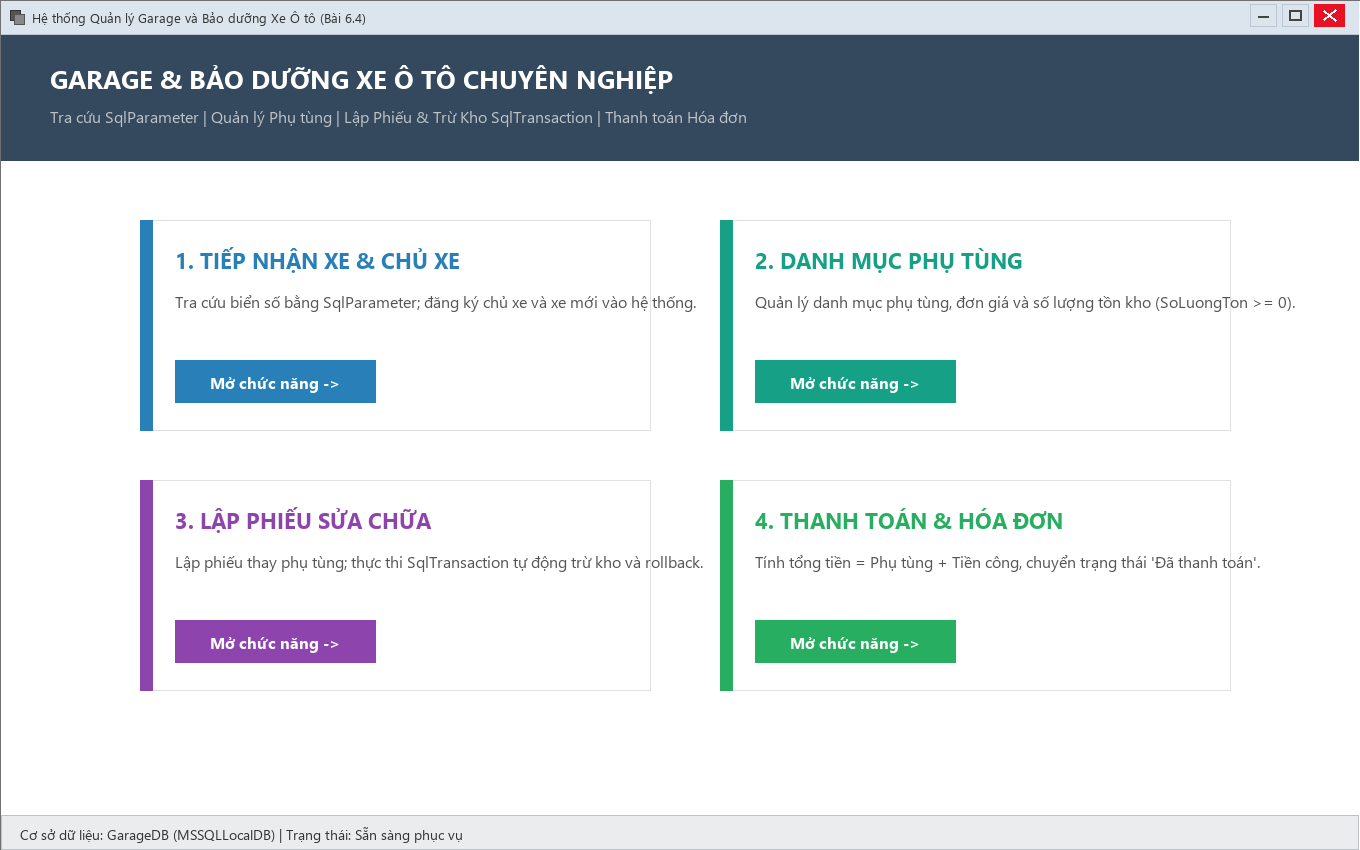 Hệ thống Quản lý Garage và Bảo dưỡng Xe Ô tô (Bài 6.4)
GARAGE & BẢO DƯỠNG XE Ô TÔ CHUYÊN NGHIỆP
Tra cứu SqlParameter | Quản lý Phụ tùng | Lập Phiếu & Trừ Kho SqlTransaction | Thanh toán Hóa đơn
1. TIẾP NHẬN XE & CHỦ XE
Tra cứu biển số bằng SqlParameter; đăng ký chủ xe và xe mới vào hệ thống.
Mở chức năng ->
2. DANH MỤC PHỤ TÙNG
Quản lý danh mục phụ tùng, đơn giá và số lượng tồn kho (SoLuongTon >= 0).
Mở chức năng ->
3. LẬP PHIẾU SỬA CHỮA
Lập phiếu thay phụ tùng; thực thi SqlTransaction tự động trừ kho và rollback.
Mở chức năng ->
4. THANH TOÁN & HÓA ĐƠN
Tính tổng tiền = Phụ tùng + Tiền công, chuyển trạng thái 'Đã thanh toán'.
Mở chức năng ->
Cơ sở dữ liệu: GarageDB (MSSQLLocalDB) | Trạng thái: Sẵn sàng phục vụ